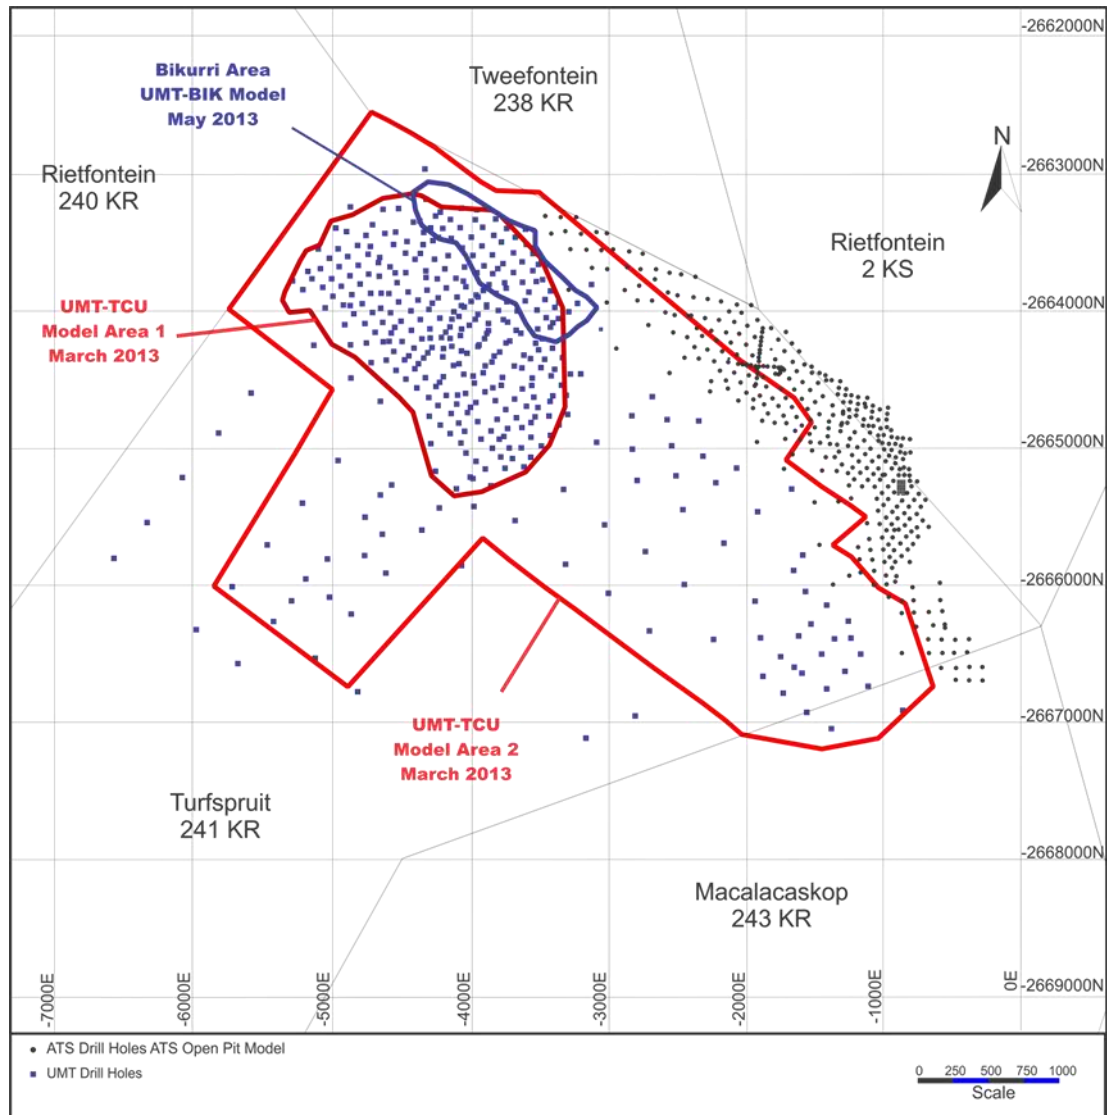 -2662000N
Bikurri Area
UMT-BIK Model
May 2013
Tweefontein
238 KR
N
-2663000N
Rietfontein
240 KR
Rietfontein
2 KS
UMT-TCU
Model Area 1
March 2013
-2664000N
-2665000N
-2666000N
-2667000N
UMT-TCU
Model Area 2
March 2013
Turfspruit
241 KR
-2668000N
Macalacaskop
243 KR
-2669000N
-7000E
-6000E
-5000E
-4000E
-3000E
-2000E
-1000E
0E
ATS Drill Holes ATS Open Pit Model
UMT Drill Holes
0 250 500 750 1000
Scale